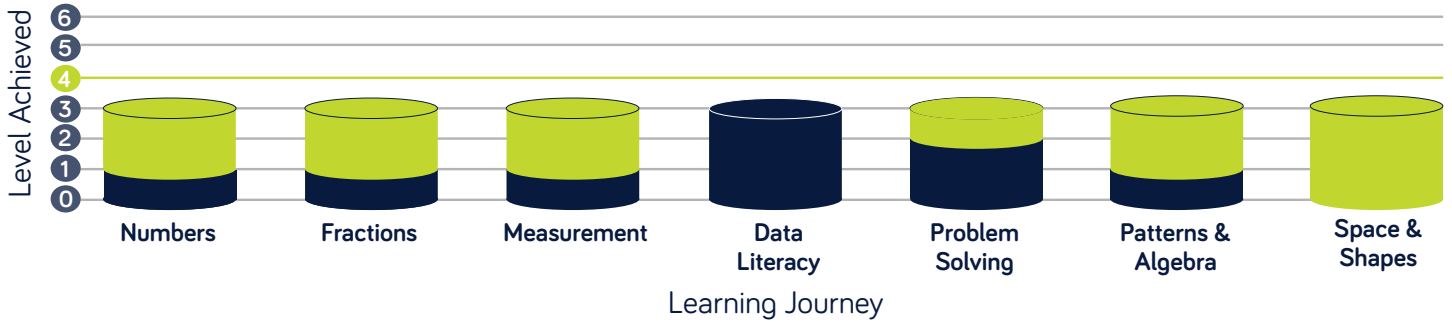 Level Achieved
6
5
4
3
2
1
0
Numbers
Fractions
Measurement
Data
Literacy
Problem
Solving
Patterns &
Algebra
Space &
Shapes
Learning Journey